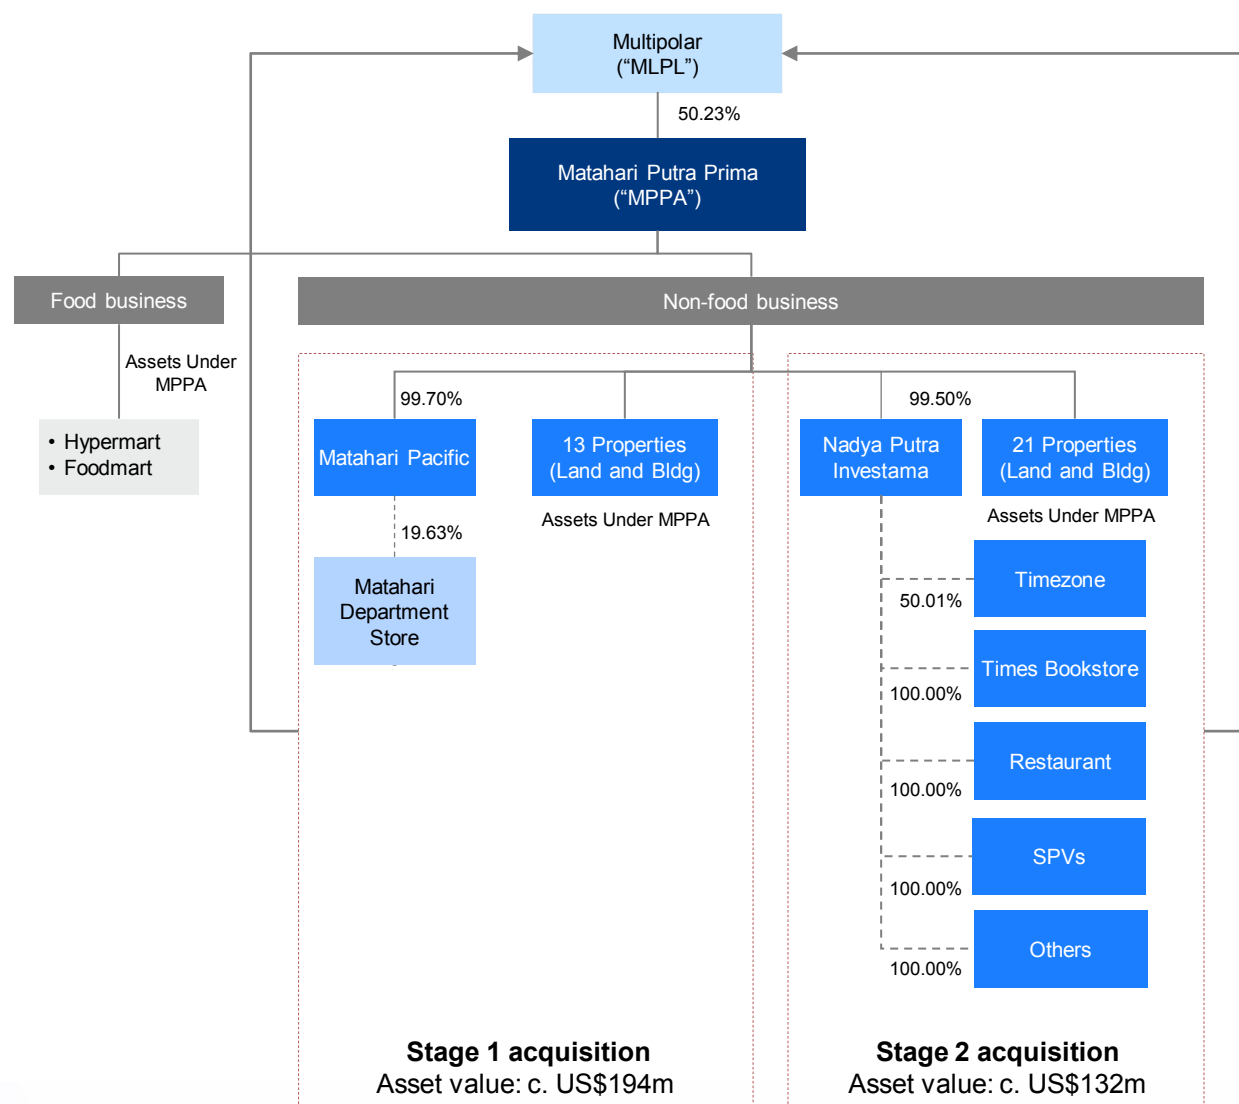 Multipolar
(“MLPL”)
50.23%
Matahari Putra Prima
(“MPPA”)
Food business
Non-food business
Assets Under
MPPA
• Hypermart
• Foodmart
99.70%
Matahari Pacific
13 Properties
(Land and Bldg)
Assets Under MPPA
19.63%
Matahari
Department
Store
99.50%
Nadya Putra
Investama
21 Properties
(Land and Bldg)
Assets Under MPPA
Timezone
50.01%
Times Bookstore
100.00%
Restaurant
100.00%
SPVs
100.00%
Others
100.00%
Stage 1 acquisition
Asset value: c. US$194m
Stage 2 acquisition
Asset value: c. US$132m